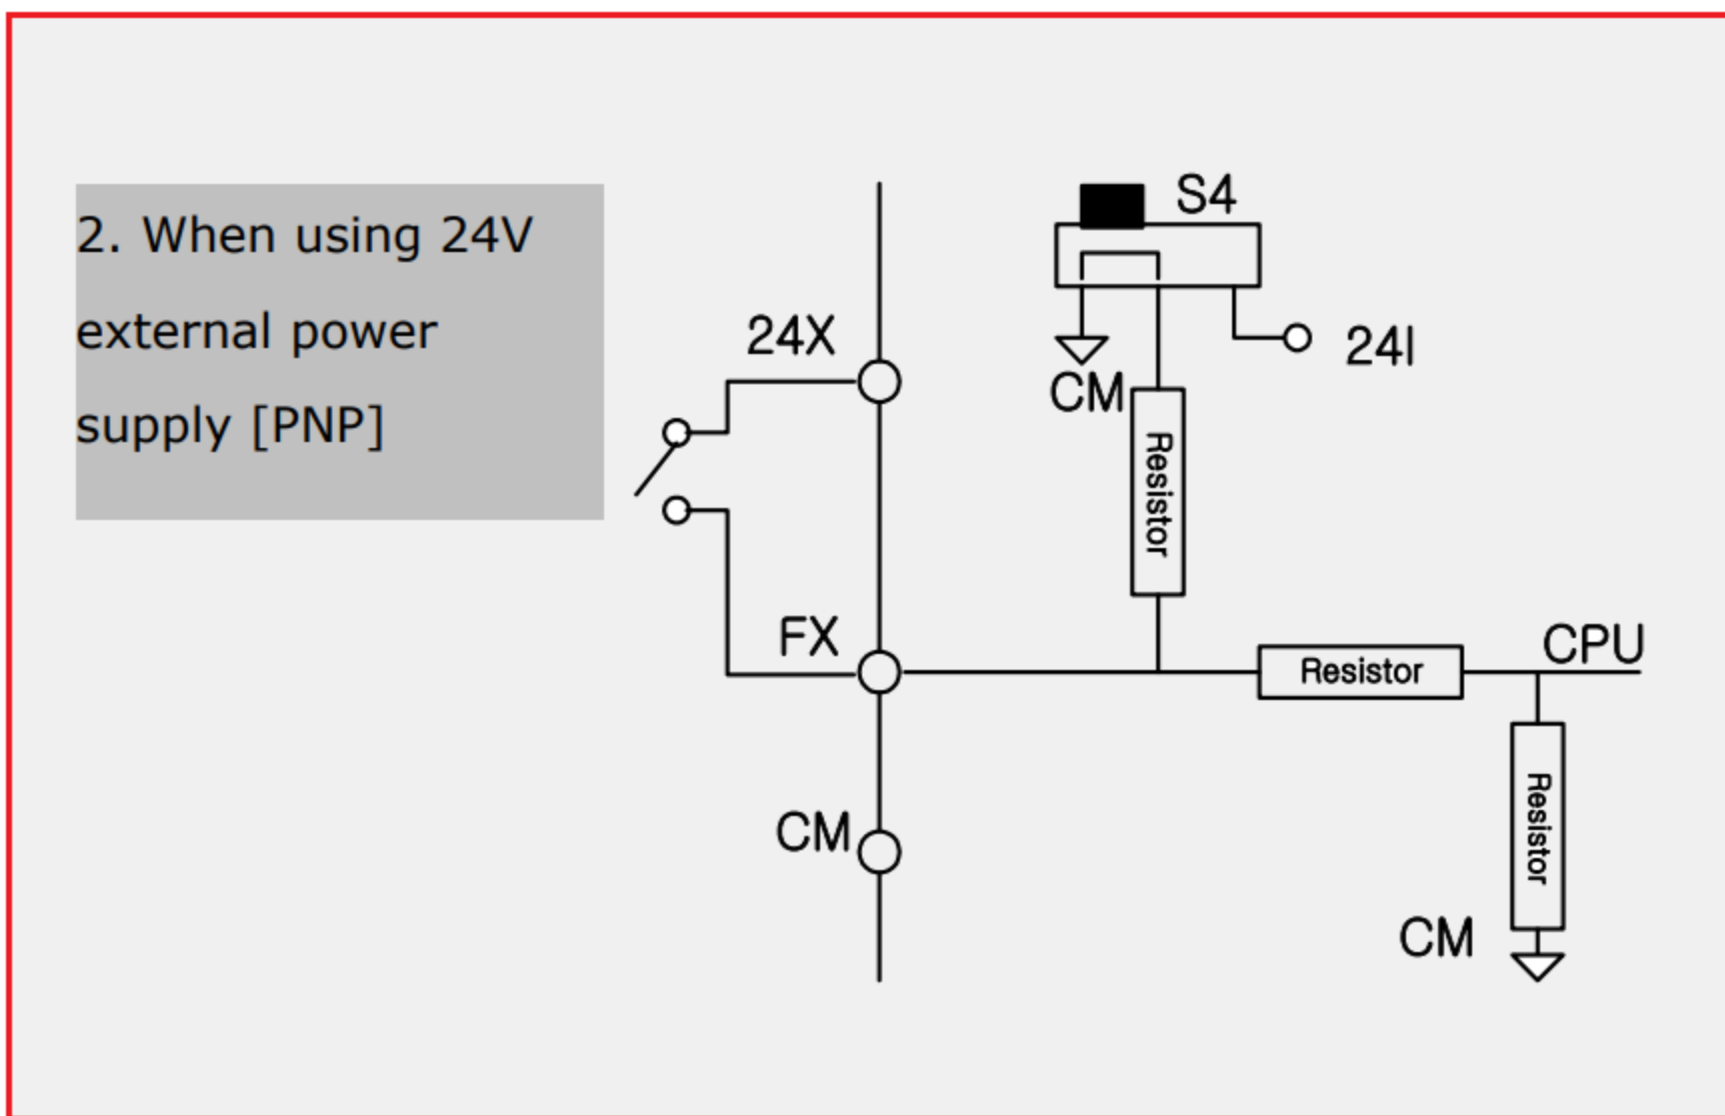 2. When using 24V
external power
supply [PNP]
S4
24X
24I
CM
Resistor
FX
CPU
Resistor
Resistor
CM
CM